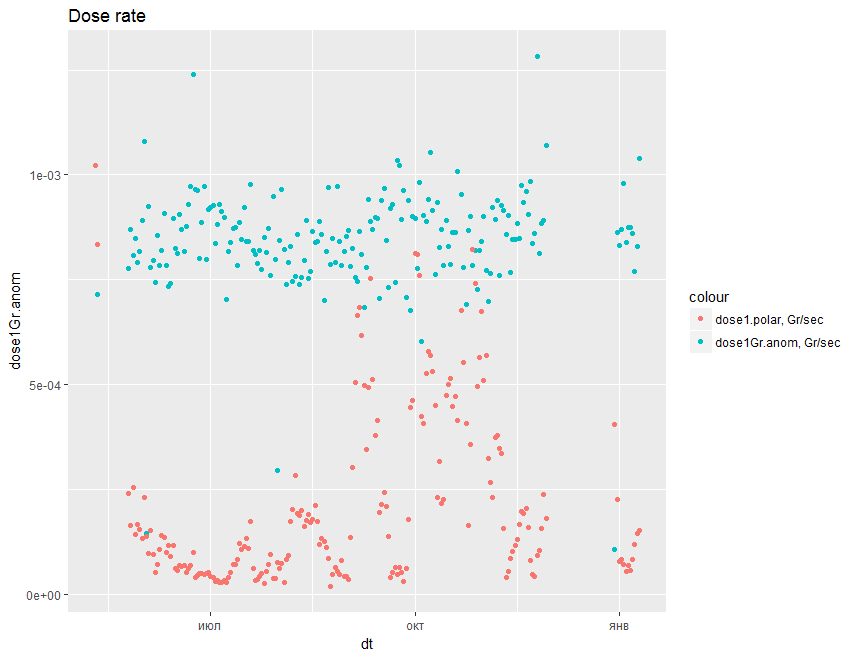 Dose rate
1e-03
5e-04
0e+00
dose1Gr.anom
июл
окт
янв
dt
colour
dose1.polar, Gr/sec
dose1Gr.anom, Gr/sec